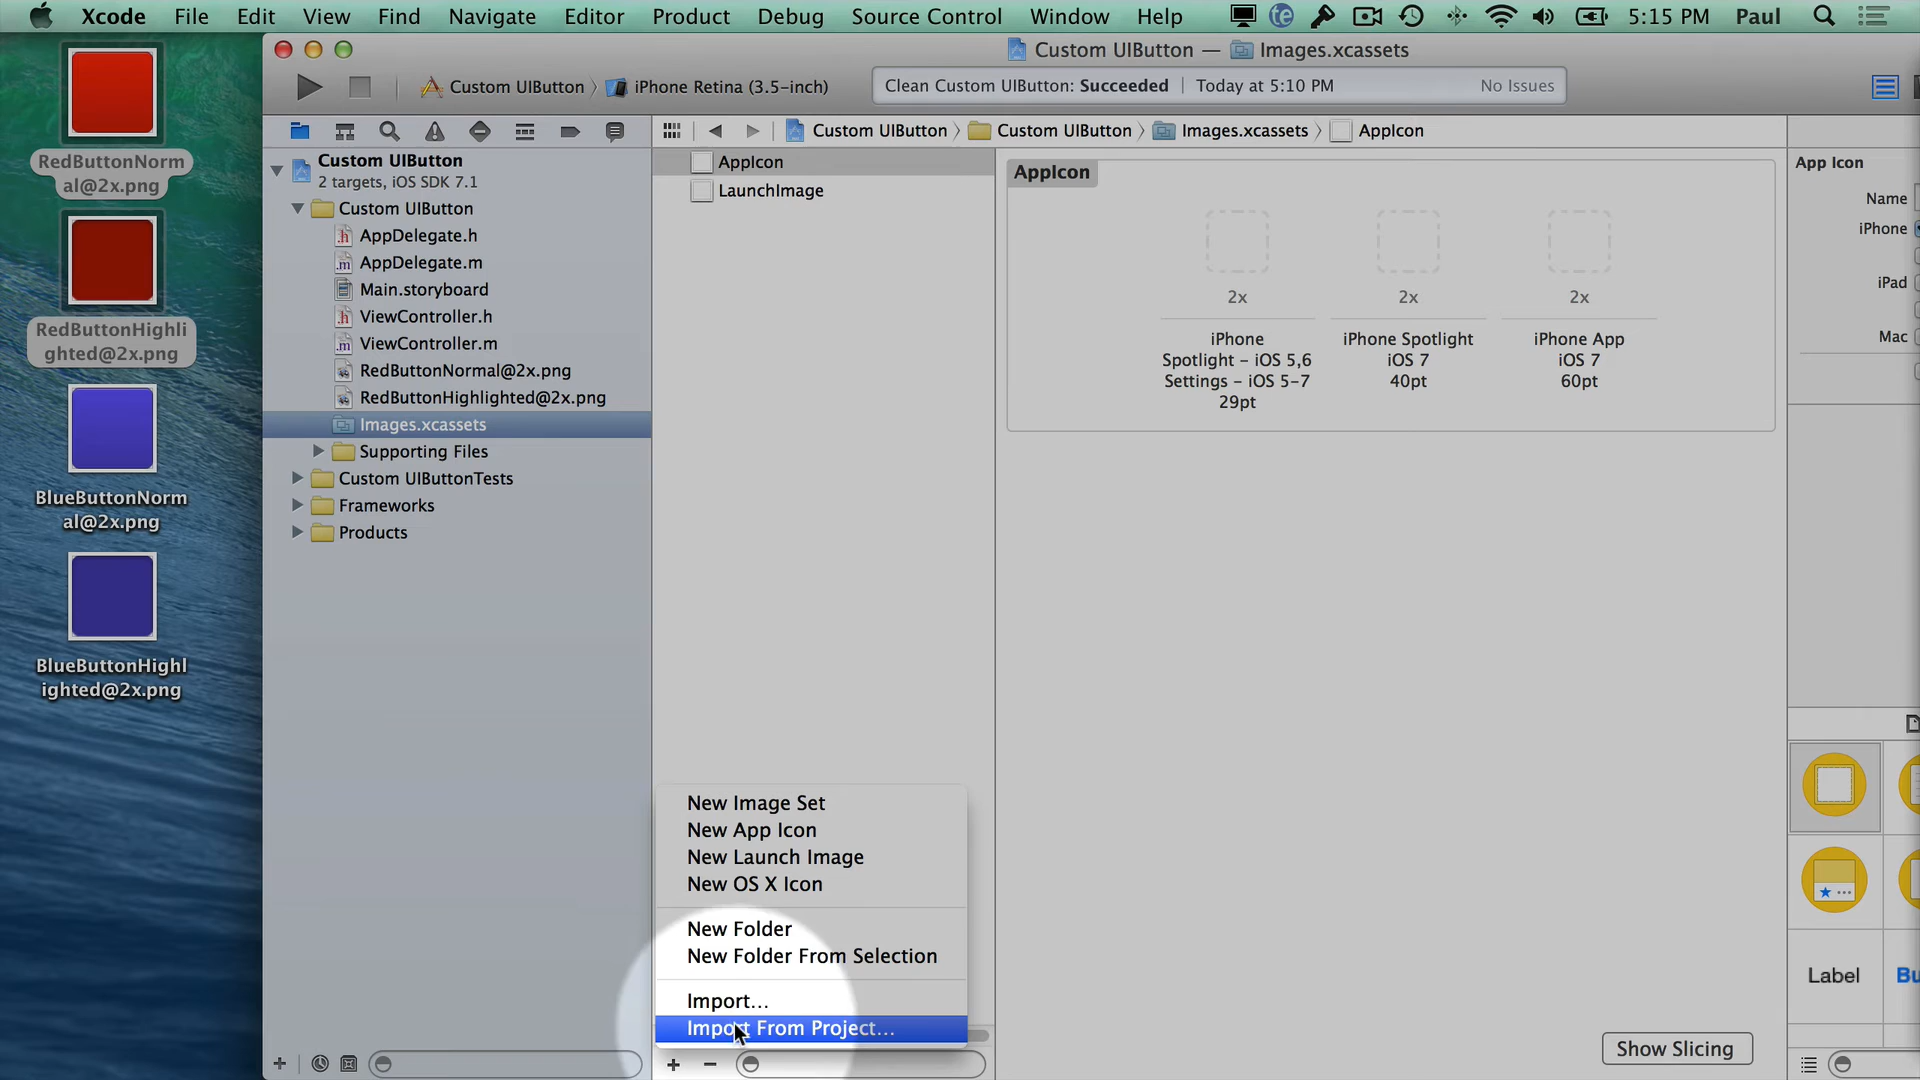 Xcode File Edit View Find Navigate Editor Product Debug Source Control Window Help te 5:15 PM Paul
Custom UIButton — Images.xcassets
Custom UIButton iPhone Retina (3.5-inch)
Clean Custom UIButton: Succeeded | Today at 5:10 PM No Issues
Custom UIButton Custom UIButton Images.xcassets AppIcon
RedButtonNorm
al@2x.png
RedButtonHighli
ghted@2x.png
BlueButtonNorm
al@2x.png
BlueButtonHighl
ighted@2x.png
Custom UIButton
2 targets, iOS SDK 7.1
Custom UIButton
AppDelegate.h
AppDelegate.m
Main.storyboard
ViewController.h
ViewController.m
RedButtonNormal@2x.png
RedButtonHighlighted@2x.png
Images.xcassets
Supporting Files
Custom UIButtonTests
Frameworks
Products
AppIcon
LaunchImage
New Image Set
New App Icon
New Launch Image
New OS X Icon
New Folder
New Folder From Selection
Import...
Import From Project...
AppIcon
2x
iPhone
Spotlight – iOS 5,6
Settings – iOS 5–7
29pt
2x
iPhone Spotlight
iOS 7
40pt
2x
iPhone App
iOS 7
60pt
Show Slicing
App Icon
Name
iPhone
iPad
Mac
Label